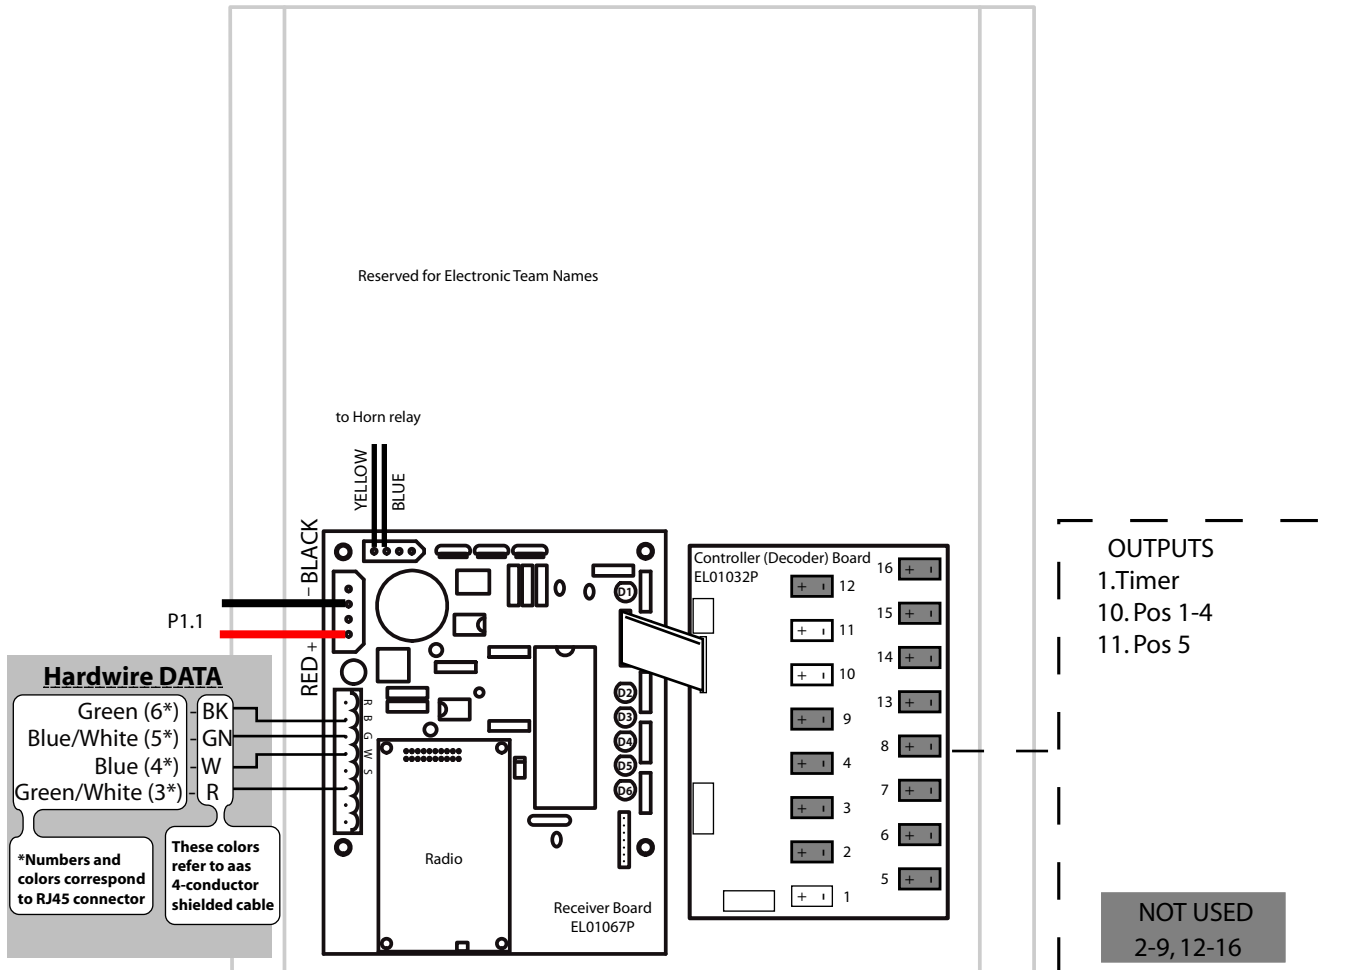 Reserved for Electronic Team Names
to Horn relay
YELLOW
BLUE
–BLACK
RED +
P1.1
Hardwire DATA
Green (6*) - BK
Blue/White (5*) - GN
Blue (4*) - W
Green/White (3*) - R
*Numbers and
colors correspond
to RJ45 connector
These colors
refer to aas
4-conductor
shielded cable
R
B
G
W
S
D1
D2
D3
D4
D5
D6
Radio
Receiver Board
EL01067P
Controller (Decoder) Board
EL01032P
+ - 12
+ - 11
+ - 10
+ - 9
+ - 4
+ - 3
+ - 2
+ - 1
16 + -
15 + -
14 + -
13 + -
8 + -
7 + -
6 + -
5 + -
OUTPUTS
1.Timer
10. Pos 1-4
11. Pos 5
NOT USED
2-9, 12-16